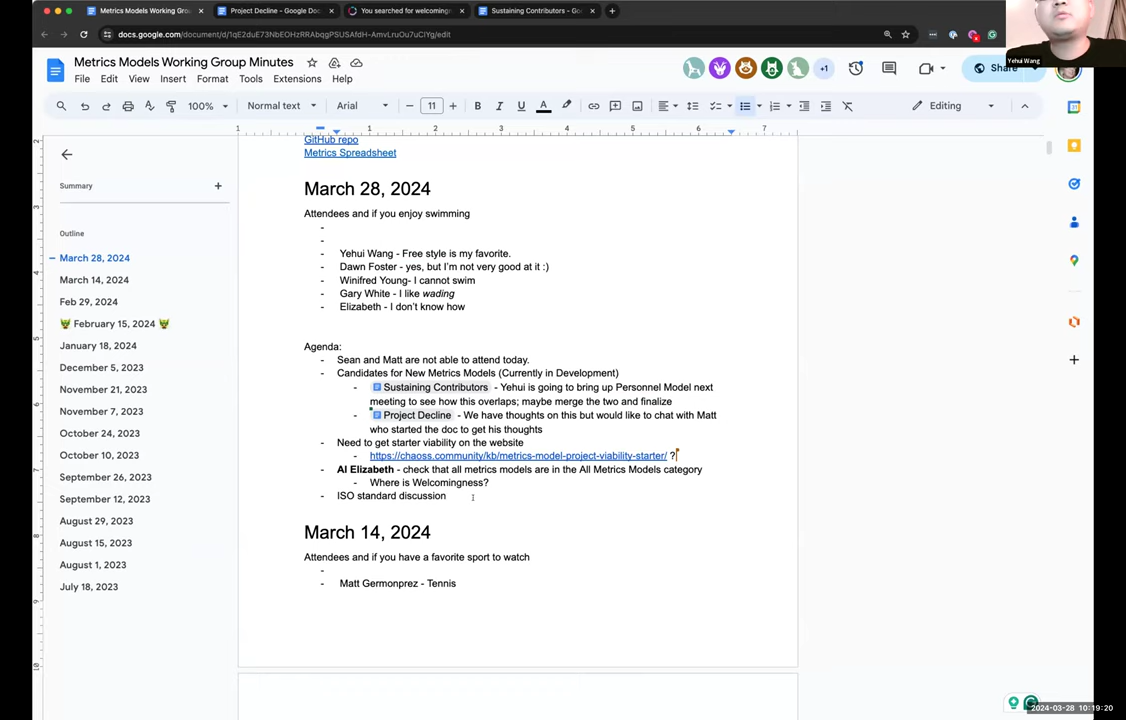 Metrics Models Working Grou
Project Decline - Google Doc
You searched for welcoming
Sustaining Contributors - Go
docs.google.com/document/d/1qE2duE73NbEOHzRRAbqgPSUSAfdH-AmvLruOu7uCIYg/edit
Yehui Wang
Metrics Models Working Group Minutes
File Edit View Insert Format Tools Extensions Help
+1
Share
100% Normal text Arial 11 B I U A Editing
1 1 2 3 4 5 6 7
GitHub repo
Metrics Spreadsheet
Summary
Outline
March 28, 2024
March 14, 2024
Feb 29, 2024
February 15, 2024
January 18, 2024
December 5, 2023
November 21, 2023
November 7, 2023
October 24, 2023
October 10, 2023
September 26, 2023
September 12, 2023
August 29, 2023
August 15, 2023
August 1, 2023
July 18, 2023
March 28, 2024
Attendees and if you enjoy swimming
-
-
- Yehui Wang - Free style is my favorite.
- Dawn Foster - yes, but I'm not very good at it :)
- Winifred Young- I cannot swim
- Gary White - I like wading
- Elizabeth - I don't know how
Agenda:
- Sean and Matt are not able to attend today.
- Candidates for New Metrics Models (Currently in Development)
- Sustaining Contributors - Yehui is going to bring up Personnel Model next
meeting to see how this overlaps; maybe merge the two and finalize
- Project Decline - We have thoughts on this but would like to chat with Matt
who started the doc to get his thoughts
- Need to get starter viability on the website
- https://chaoss.community/kb/metrics-model-project-viability-starter/ ?
- AI Elizabeth - check that all metrics models are in the All Metrics Models category
- Where is Welcomingness?
- ISO standard discussion
March 14, 2024
Attendees and if you have a favorite sport to watch
-
- Matt Germonprez - Tennis
2024-03-28 10:19:20